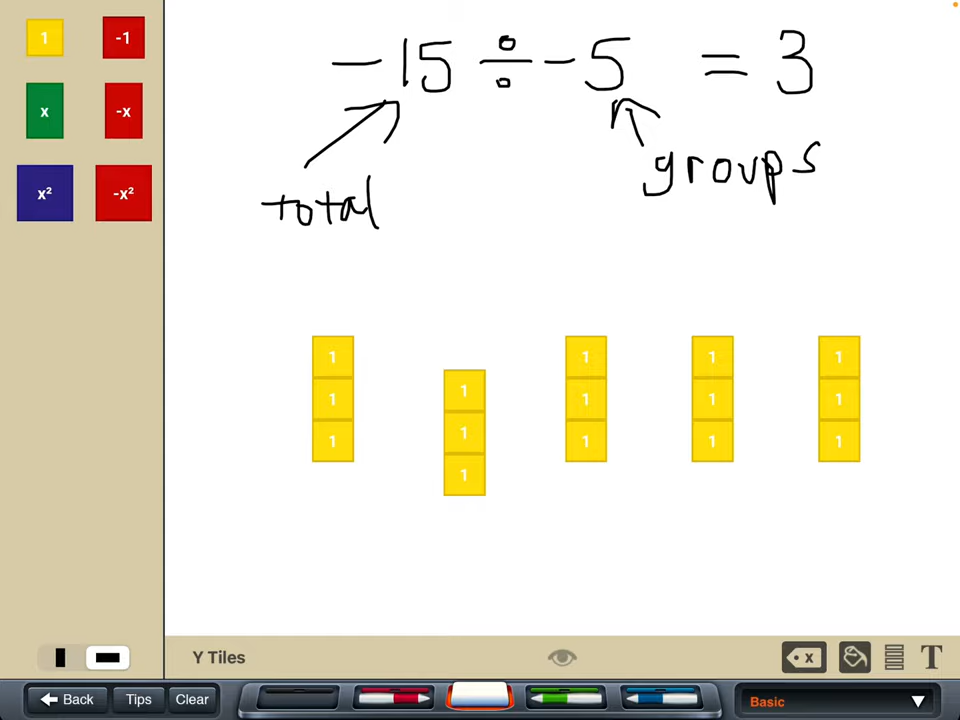 1 -1
x -x
x² -x²
-15 ÷ -5 = 3
total groups
1 1 1 1 1
1 1 1 1 1
1 1 1 1 1
Y Tiles x T
Back Tips Clear Basic